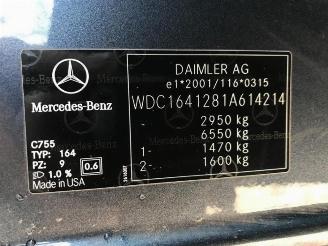 DAIMLER AG
e1*2001/116*0315
WDC1641281A614214
Mercedes-Benz
2950 kg
6550 kg
1- 1470 kg
2- 1600 kg
C755
TYP: 164
PZ: 9 0.6
1.0 %
Made in USA